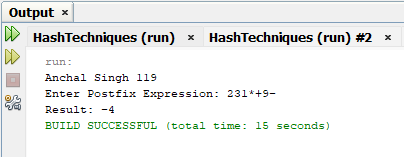 Output ×
HashTechniques (run) × HashTechniques (run) #2 ×
run:
Anchal Singh 119
Enter Postfix Expression: 231*+9-
Result: -4
BUILD SUCCESSFUL (total time: 15 seconds)